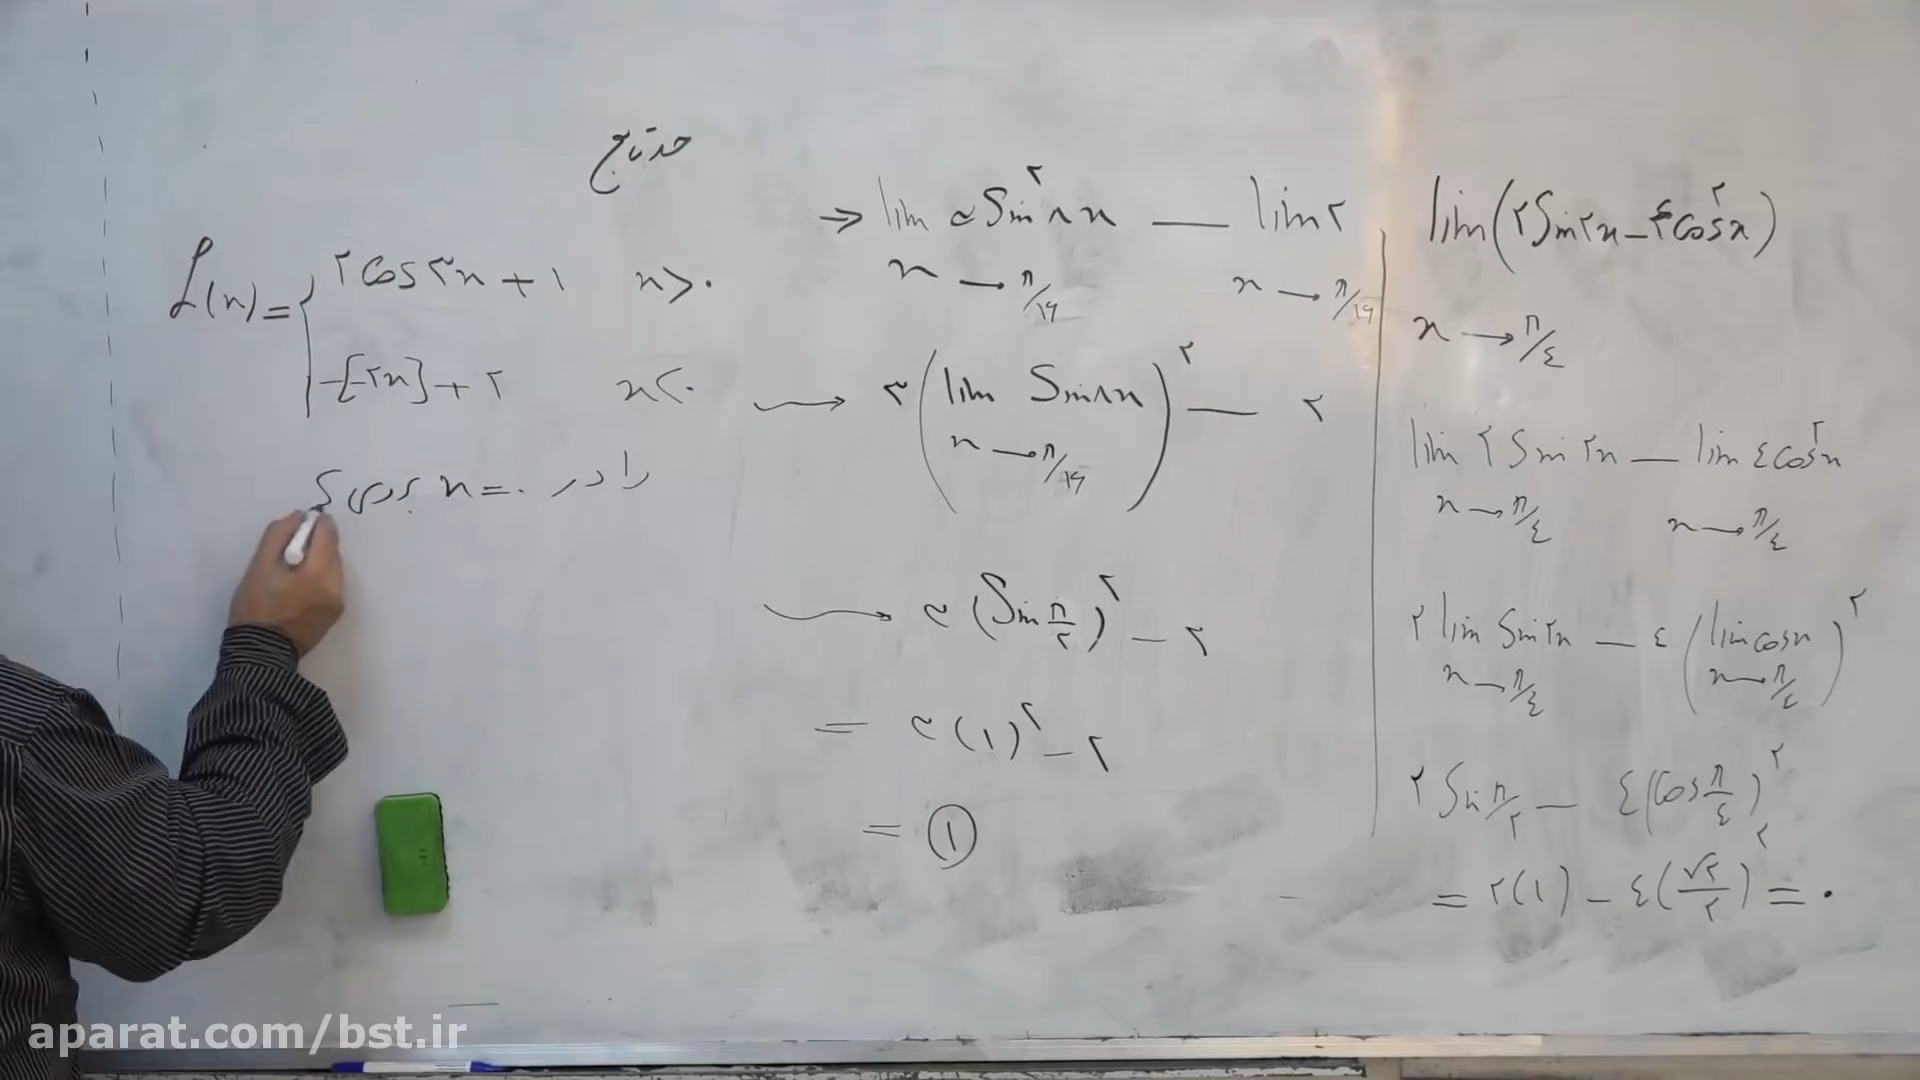 حد تابع
f(x) = { ۲cos۳x + ۱    x > ۰
-[-۲x] + ۲    x < ۰
را در x = ۰ بررسی
⇒ lim ۳Sin²۸x — lim ۲
x → π/۱۶    x → π/۱۶
→ ۳(lim Sin۸x)² — ۲
x → π/۱۶
→ ۳(Sin π/۲)² - ۲
= ۳(۱)² - ۲
= ۱
lim(۲Sin۲x - ۴cos²x)
x → π/۴
lim ۲Sin۲x — lim ۴cos²x
x → π/۴    x → π/۴
۲ lim Sin۲x — ۴(lim cosx)²
x → π/۴    x → π/۴
۲Sin π/۲ — ۴(Cos π/۴)²
= ۲(۱) - ۴(√۲/۲)² = ۰
aparat.com/bst.ir